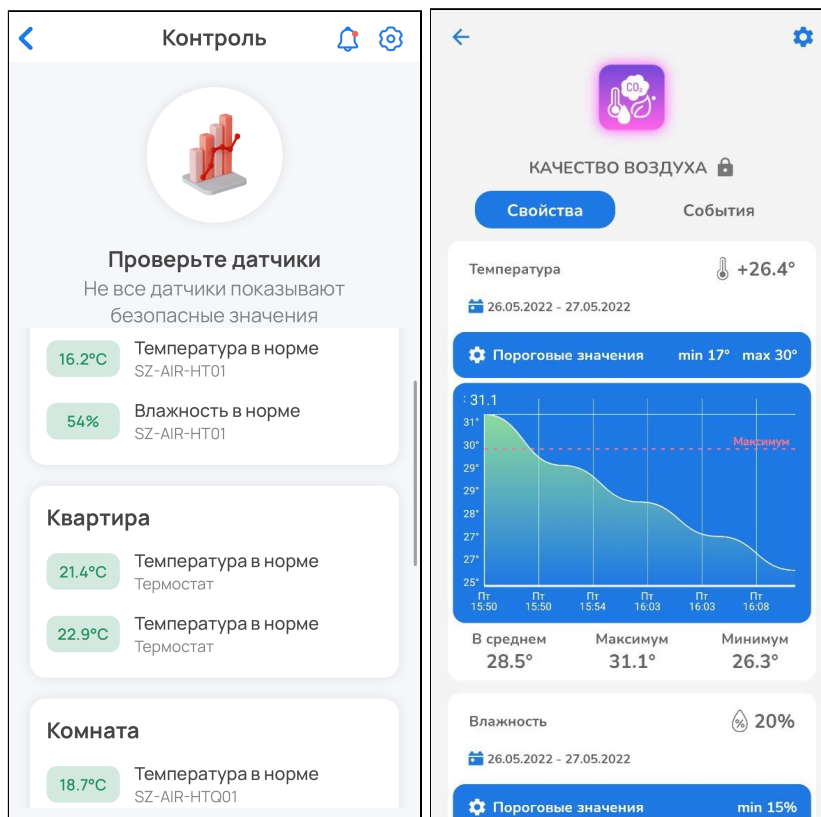 Контроль
Проверьте датчики
Не все датчики показывают
безопасные значения
16.2°C
Температура в норме
SZ-AIR-HT01
54%
Влажность в норме
SZ-AIR-HT01
Квартира
21.4°C
Температура в норме
Термостат
22.9°C
Температура в норме
Термостат
Комната
18.7°C
Температура в норме
SZ-AIR-HTQ01
CO₂
КАЧЕСТВО ВОЗДУХА
Свойства События
Температура +26.4°
26.05.2022 - 27.05.2022
Пороговые значения min 17° max 30°
: 31.1
31°
30°
Максимум
29°
29°
28°
27°
27°
25°
Пт Пт Пт Пт Пт Пт
15:50 15:50 15:54 16:03 16:03 16:08
В среднем Максимум Минимум
28.5° 31.1° 26.3°
Влажность % 20%
26.05.2022 - 27.05.2022
Пороговые значения min 15%